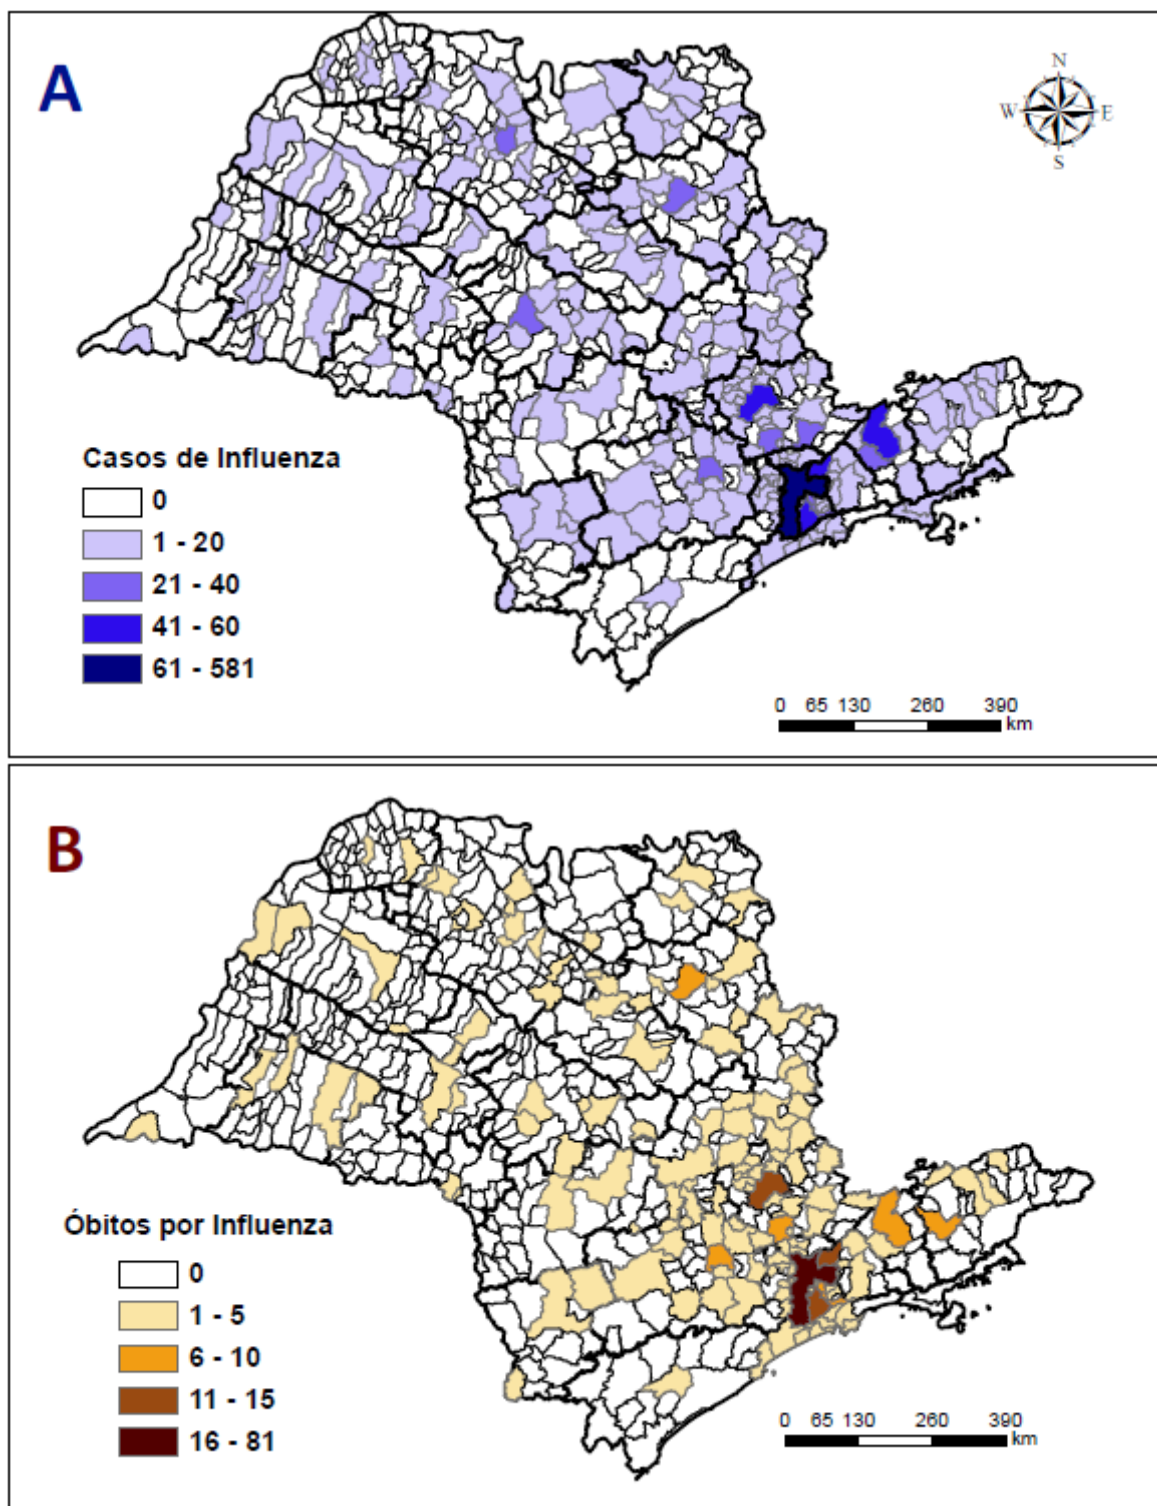 A
N
W E
S
Casos de Influenza
0
1 - 20
21 - 40
41 - 60
61 - 581
0 65 130 260 390
km
B
Óbitos por Influenza
0
1 - 5
6 - 10
11 - 15
16 - 81
0 65 130 260 390
km